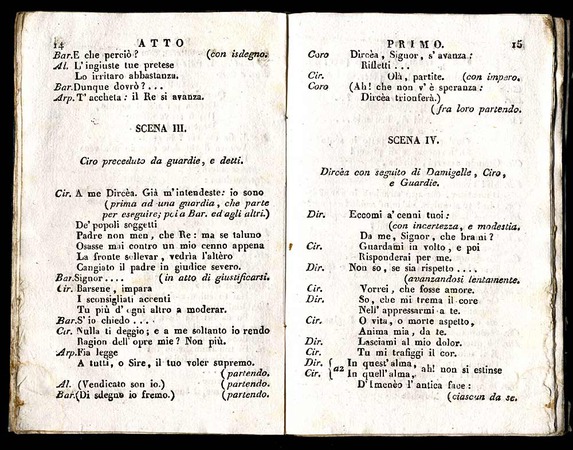 14 ATTO
Bar. E che perciò? (con isdegno.
Al. L' ingiuste tue pretese
Lo irritaro abbastanza.
Bar. Dunque dovrò? ...
Arp. T' accheta: il Re si avanza.
SCENA III.
Ciro preceduto da guardie, e detti.
Cir. A me Dircèa. Già m'intendeste: io sono
(prima ad una guardia, che parte
per eseguire; poi a Bar. ed agli altri.)
De' popoli soggetti
Padre non men, che Re: ma se taluno
Osasse mai contro un mio cenno appena
La fronte sollevar, vedria l'altèro
Cangiato il padre in giudice severo.
Bar. Signor .... (in atto di giustificarsi.
Cir. Barsene, impara
I sconsigliati accenti
Tu più d' ogni altro a moderar.
Bar. S' io chiedo ....
Cir. Nulla ti deggio; e a me soltanto io rendo
Ragion dell' opre mie? Non più.
Arp. Fia legge
A tutti, o Sire, il tuo voler supremo.
(partendo.
Al. (Vendicato son io.) (partendo.
Bar. (Di sdegno io fremo.) (partendo.
PRIMO. 15
Coro Dircèa, Signor, s' avanza:
Rifletti ...
Cir. Olà, partite. (con impero.
Coro (Ah! che non v' è speranza:
Dircèa trionferà.)
(fra loro partendo.
SCENA IV.
Dircèa con seguito di Damigelle, Ciro,
e Guardie.
Dir. Eccomi a' cenni tuoi:
(con incertezza, e modestia.
Da me, Signor, che brami?
Cir. Guardami in volto, e poi
Risponderai per me.
Dir. Non so, se sia rispetto ....
(avanzandosi lentamente.
Cir. Vorrei, che fosse amore.
Dir. So, che mi trema il core
Nell' appressarmi a te.
Cir. O vita, o morte aspetto,
Anima mia, da te.
Dir. Lasciami al mio dolor.
Cir. Tu mi trafiggi il cor.
Dir. } a2 In quest' alma,
Cir. In quell' alma, ah! non si estinse
D' Imenèo l' antica face:
(ciascun da se.